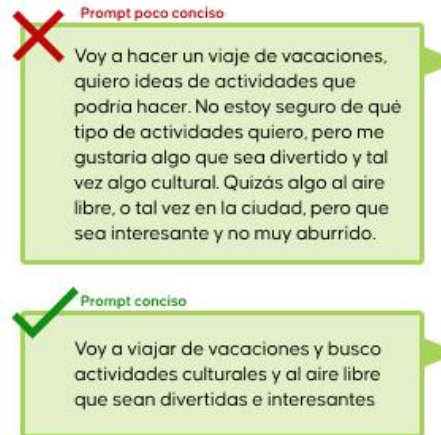 Prompt poco conciso
Voy a hacer un viaje de vacaciones,
quiero ideas de actividades que
podría hacer. No estoy seguro de qué
tipo de actividades quiero, pero me
gustaría algo que sea divertido y tal
vez algo cultural. Quizás algo al aire
libre, o tal vez en la ciudad, pero que
sea interesante y no muy aburrido.
Prompt conciso
Voy a viajar de vacaciones y busco
actividades culturales y al aire libre
que sean divertidas e interesantes